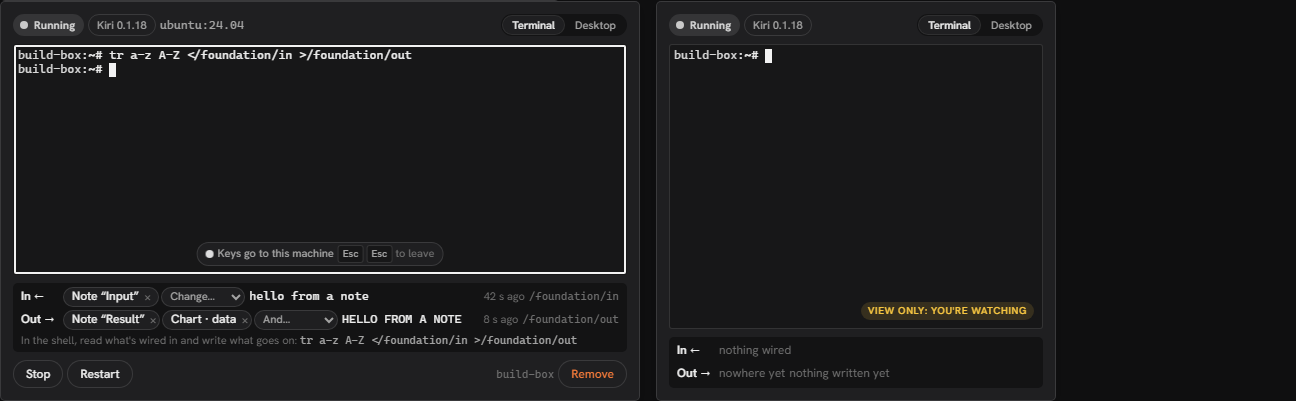 Running Kiri 0.1.18 ubuntu:24.04 Terminal Desktop
build-box:~# tr a-z A-Z </foundation/in >/foundation/out
build-box:~#
Keys go to this machine Esc Esc to leave
In ← Note “Input” × Change... hello from a note 42 s ago /foundation/in
Out → Note “Result” × Chart · data × And... HELLO FROM A NOTE 8 s ago /foundation/out
In the shell, read what's wired in and write what goes on: tr a-z A-Z </foundation/in >/foundation/out
Stop Restart build-box Remove
Running Kiri 0.1.18 Terminal Desktop
build-box:~#
VIEW ONLY: YOU'RE WATCHING
In ← nothing wired
Out → nowhere yet nothing written yet